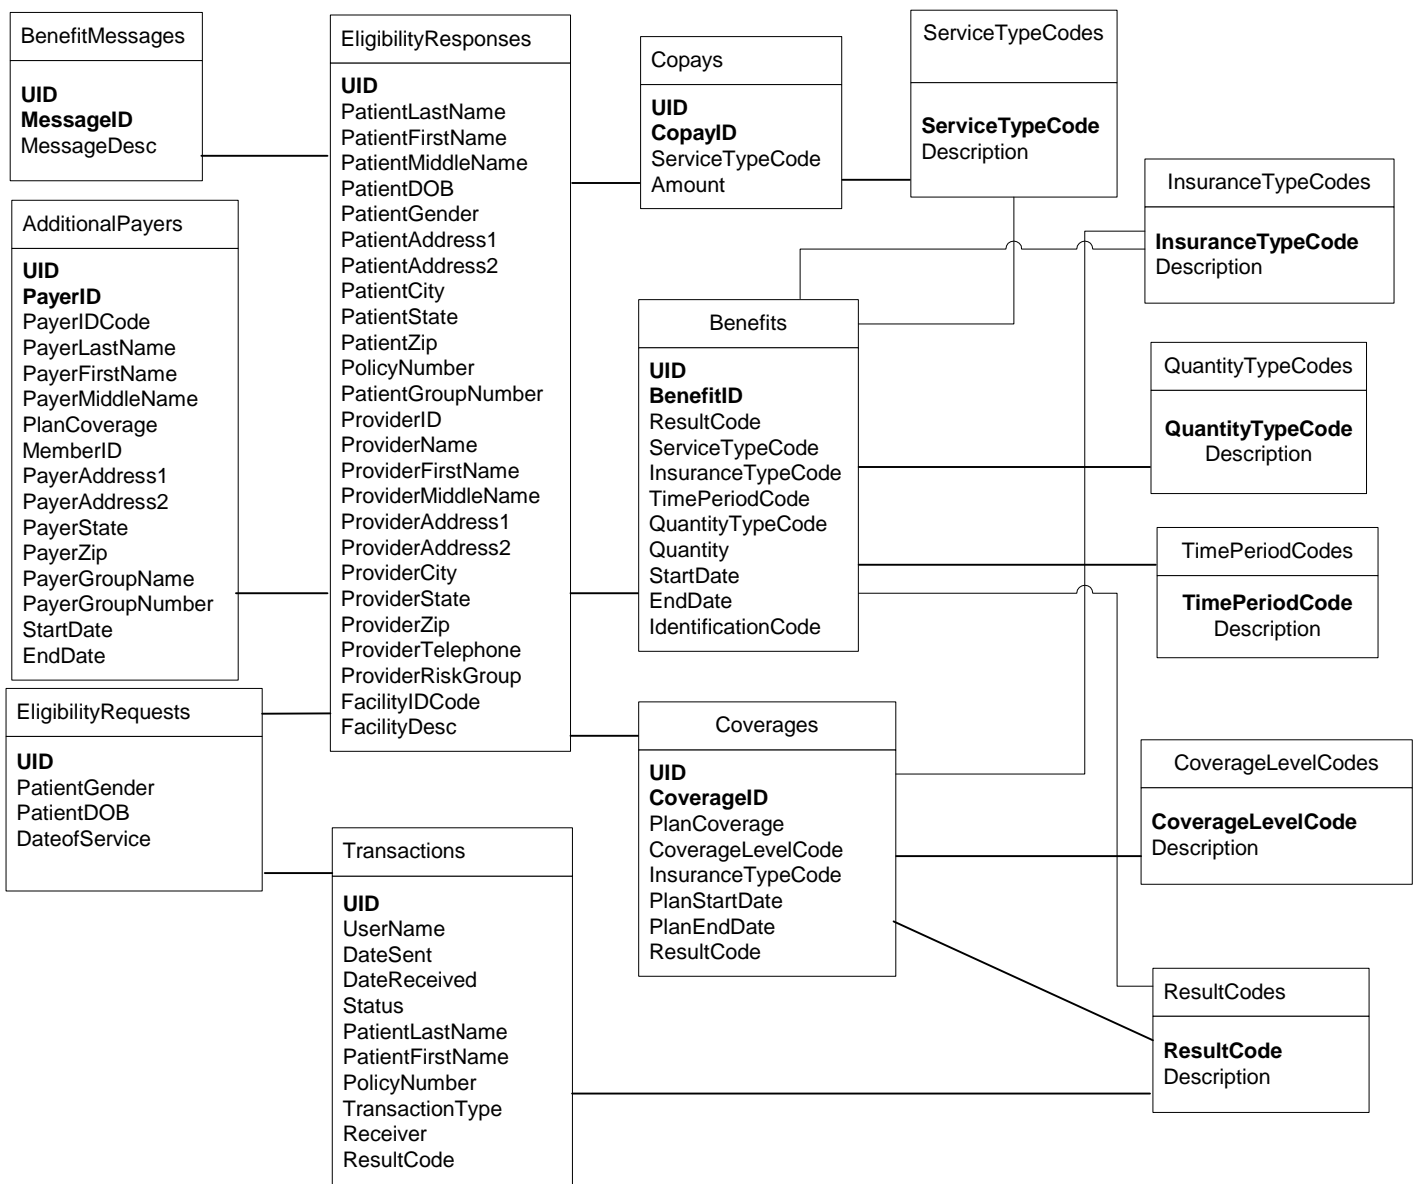 BenefitMessages
UID
MessageID
MessageDesc
AdditionalPayers
UID
PayerID
PayerIDCode
PayerLastName
PayerFirstName
PayerMiddleName
PlanCoverage
MemberID
PayerAddress1
PayerAddress2
PayerState
PayerZip
PayerGroupName
PayerGroupNumber
StartDate
EndDate
EligibilityRequests
UID
PatientGender
PatientDOB
DateofService
EligibilityResponses
UID
PatientLastName
PatientFirstName
PatientMiddleName
PatientDOB
PatientGender
PatientAddress1
PatientAddress2
PatientCity
PatientState
PatientZip
PolicyNumber
PatientGroupNumber
ProviderID
ProviderName
ProviderFirstName
ProviderMiddleName
ProviderAddress1
ProviderAddress2
ProviderCity
ProviderState
ProviderZip
ProviderTelephone
ProviderRiskGroup
FacilityIDCode
FacilityDesc
Transactions
UID
UserName
DateSent
DateReceived
Status
PatientLastName
PatientFirstName
PolicyNumber
TransactionType
Receiver
ResultCode
Copays
UID
CopayID
ServiceTypeCode
Amount
Benefits
UID
BenefitID
ResultCode
ServiceTypeCode
InsuranceTypeCode
TimePeriodCode
QuantityTypeCode
Quantity
StartDate
EndDate
IdentificationCode
Coverages
UID
CoverageID
PlanCoverage
CoverageLevelCode
InsuranceTypeCode
PlanStartDate
PlanEndDate
ResultCode
ServiceTypeCodes
ServiceTypeCode
Description
InsuranceTypeCodes
InsuranceTypeCode
Description
QuantityTypeCodes
QuantityTypeCode
Description
TimePeriodCodes
TimePeriodCode
Description
CoverageLevelCodes
CoverageLevelCode
Description
ResultCodes
ResultCode
Description